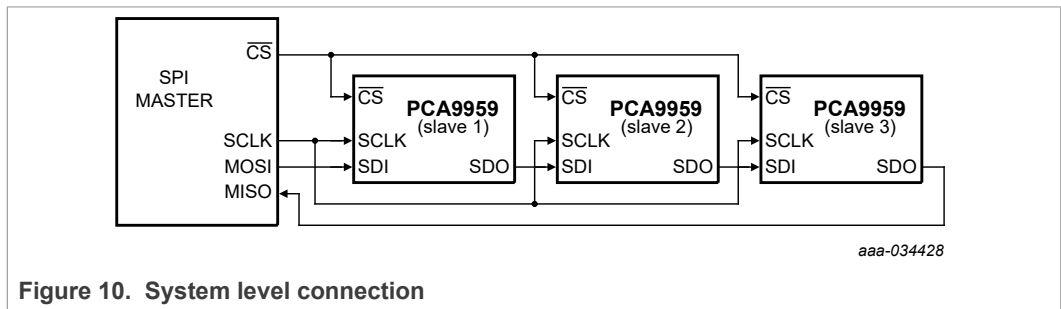 CS
SPI
MASTER
SCLK
MOSI
MISO
CS
PCA9959
(slave 1)
SCLK
SDI SDO
CS
PCA9959
(slave 2)
SCLK
SDI SDO
CS
PCA9959
(slave 3)
SCLK
SDI SDO
aaa-034428
Figure 10. System level connection